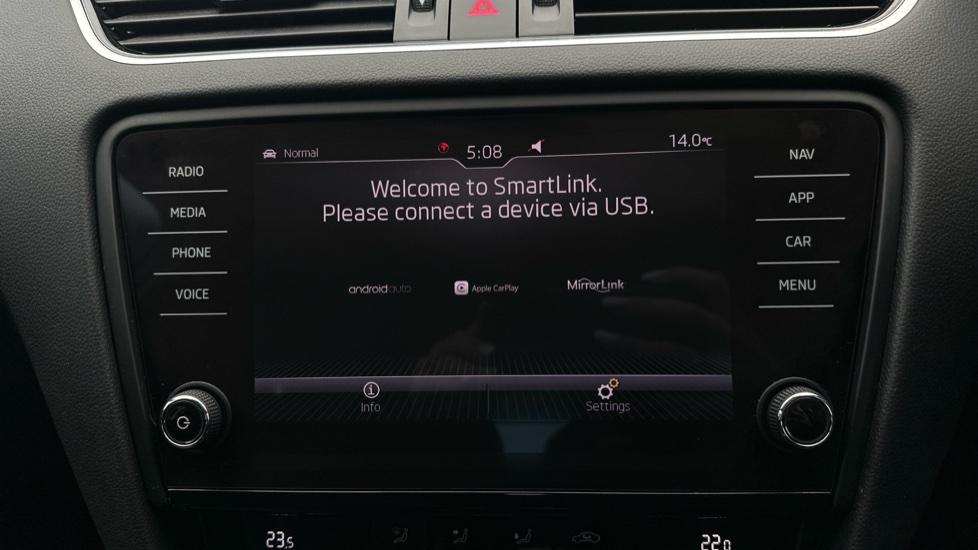 Normal 5:08 14.0°C
Welcome to SmartLink.
Please connect a device via USB.
androidauto Apple CarPlay MirrorLink
Info Settings
RADIO
MEDIA
PHONE
VOICE
NAV
APP
CAR
MENU
23.5 22.0